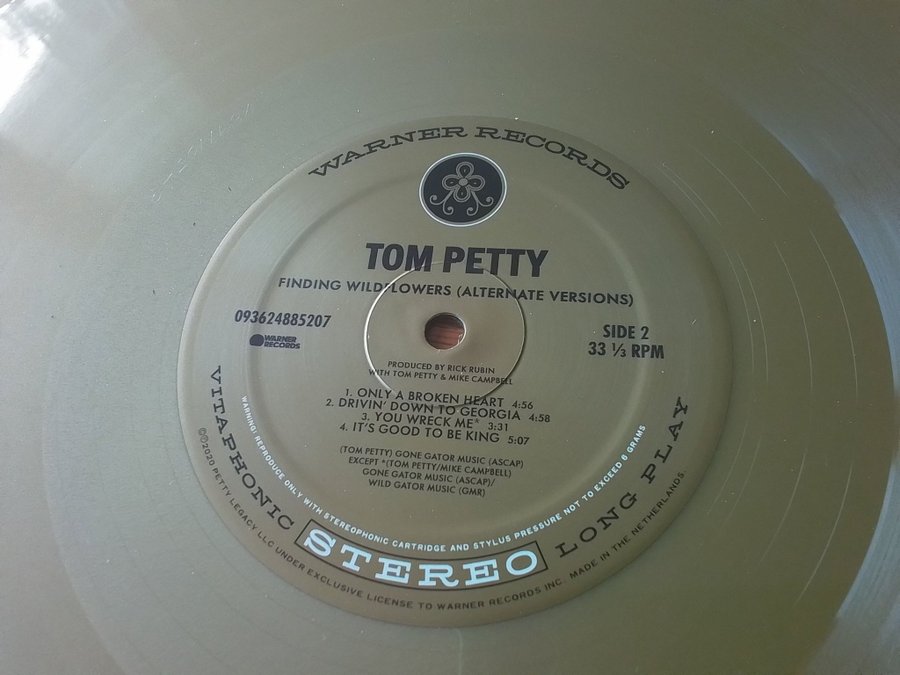 WARNER RECORDS
TOM PETTY
FINDING WILDFLOWERS (ALTERNATE VERSIONS)
093624885207
WARNER
RECORDS
SIDE 2
33 ⅓ RPM
PRODUCED BY RICK RUBIN
WITH TOM PETTY & MIKE CAMPBELL
1. ONLY A BROKEN HEART 4:56
2. DRIVIN' DOWN TO GEORGIA 4:58
3. YOU WRECK ME* 3:31
4. IT'S GOOD TO BE KING 5:07
(TOM PETTY) GONE GATOR MUSIC (ASCAP)
EXCEPT *(TOM PETTY/MIKE CAMPBELL)
GONE GATOR MUSIC (ASCAP)/
WILD GATOR MUSIC (GMR)
WARNING: REPRODUCE ONLY WITH STEREOPHONIC CARTRIDGE AND STYLUS PRESSURE NOT TO EXCEED 6 GRAMS
VITAPHONIC STEREO LONG PLAY
©℗2020 PETTY LEGACY LLC UNDER EXCLUSIVE LICENSE TO WARNER RECORDS INC. MADE IN THE NETHERLANDS.